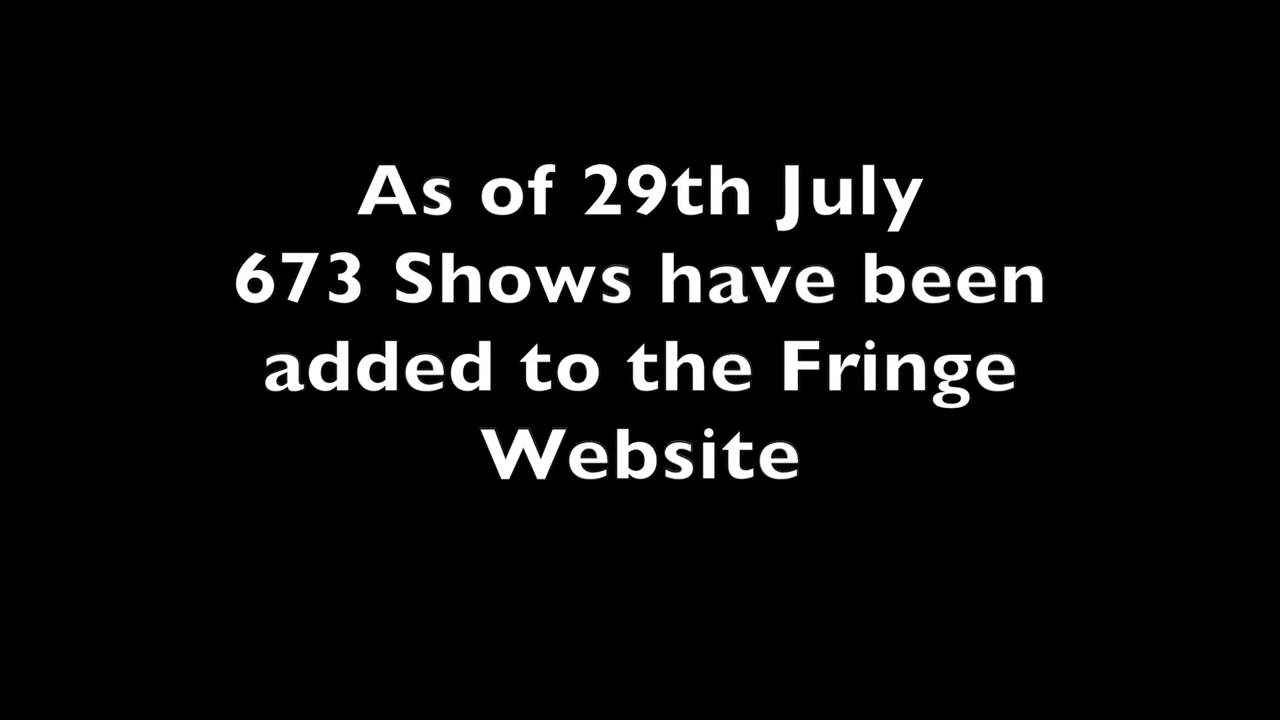 As of 29th July
673 Shows have been
added to the Fringe
Website